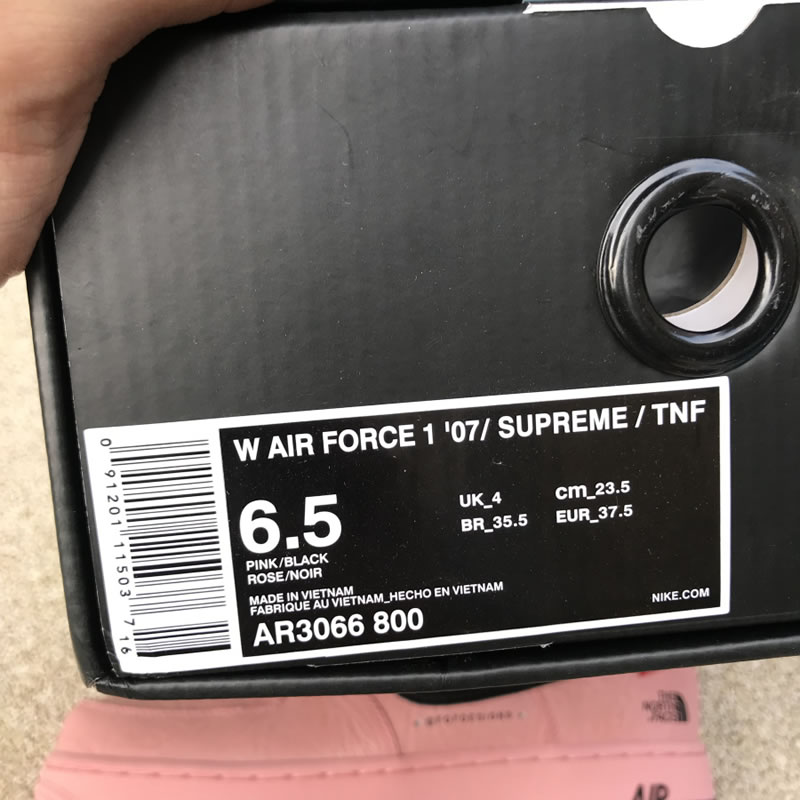 W AIR FORCE 1 '07/ SUPREME / TNF
6.5
UK_4 cm_23.5
BR_35.5 EUR_37.5
PINK/BLACK
ROSE/NOIR
MADE IN VIETNAM
FABRIQUE AU VIETNAM_HECHO EN VIETNAM
NIKE.COM
AR3066 800
0 91201 11503 7 16
THE
NORTH
FACE
AIR